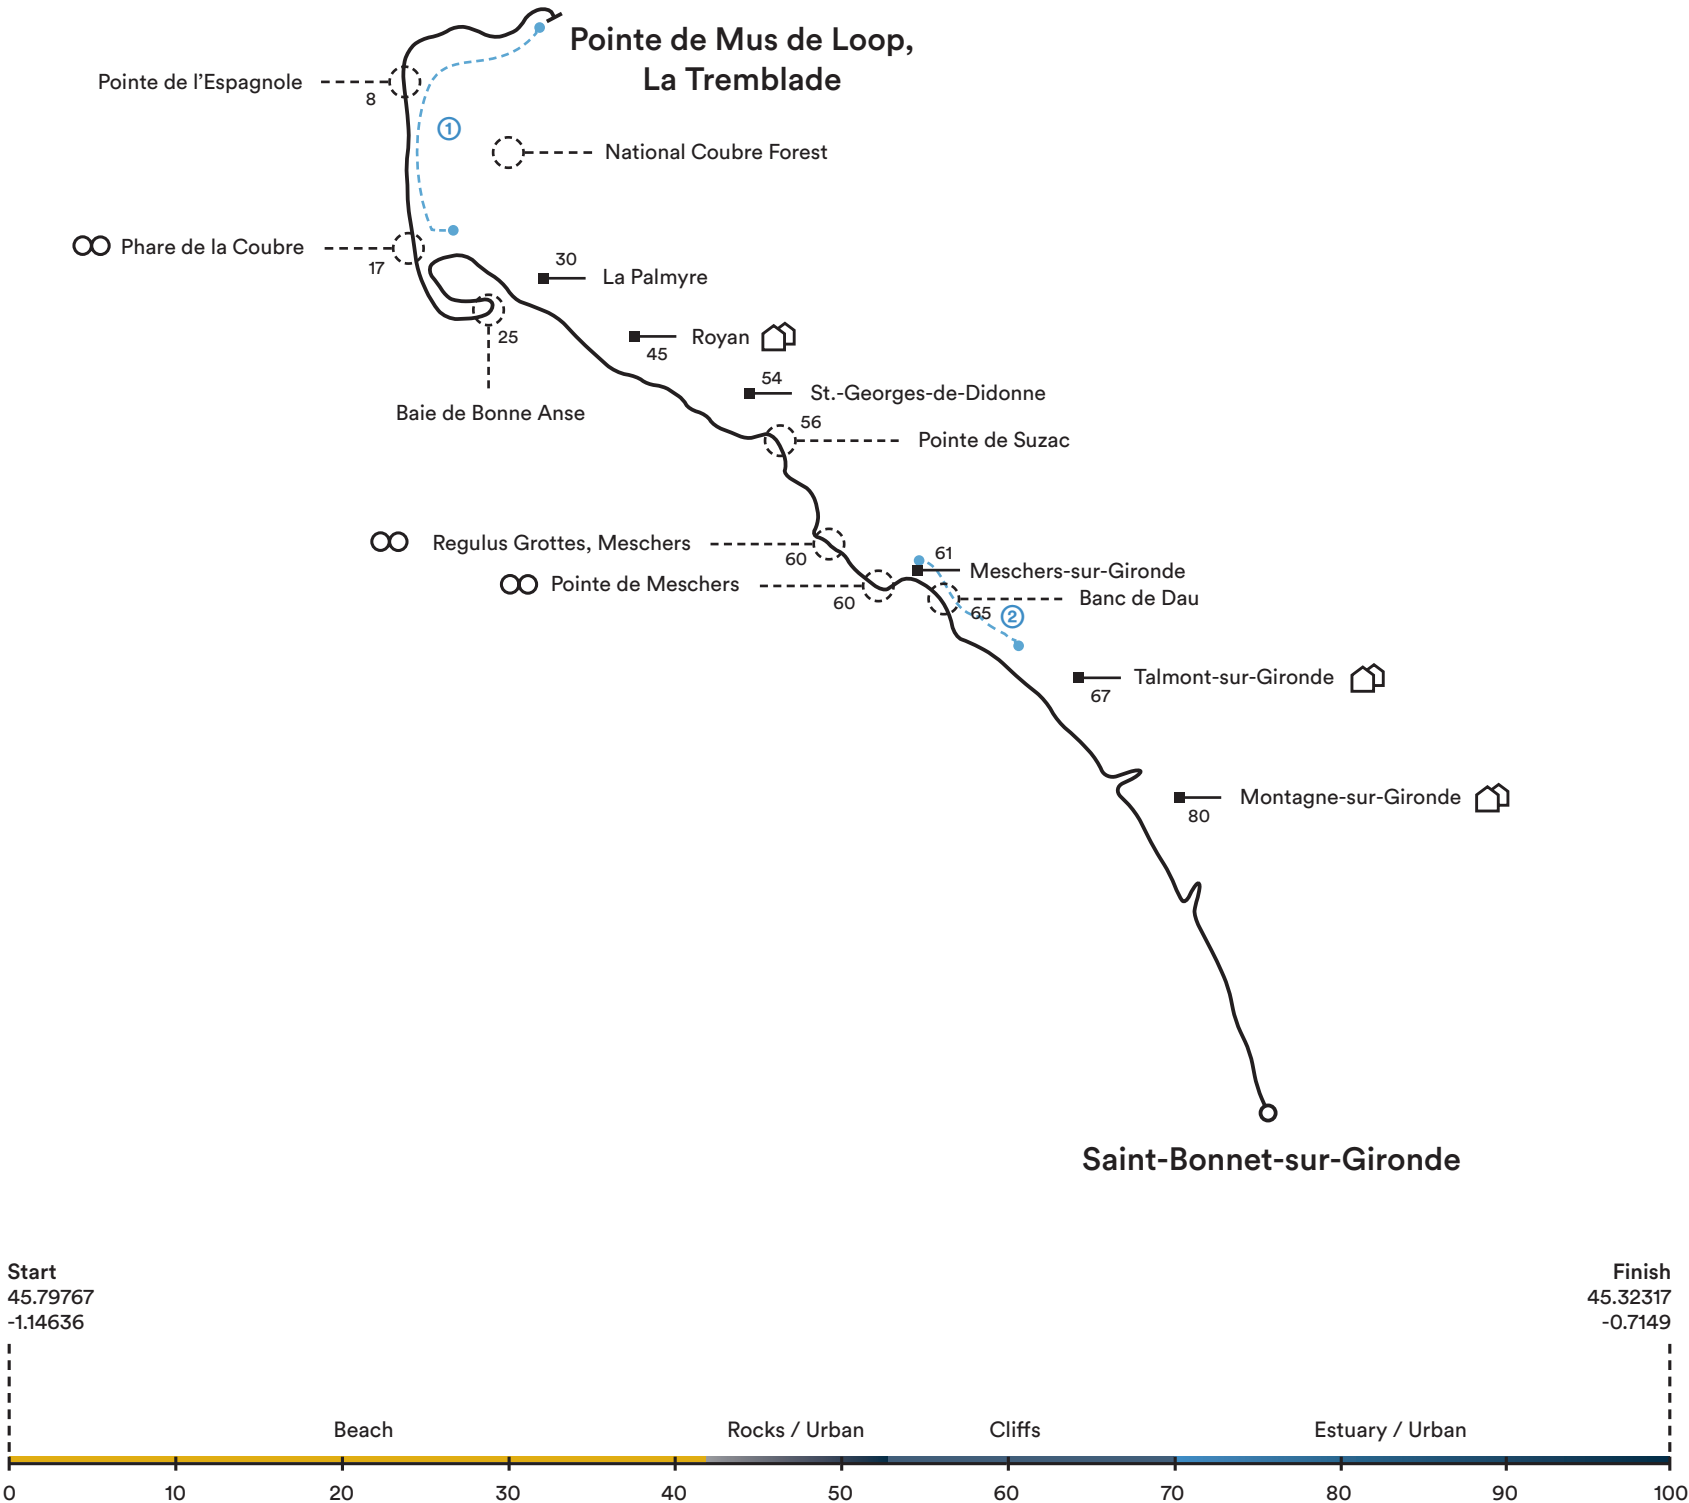 Pointe de Mus de Loop,
La Tremblade
Pointe de l’Espagnole
8
1
National Coubre Forest
Phare de la Coubre
17
30
La Palmyre
25
Royan
45
Baie de Bonne Anse
54
St.-Georges-de-Didonne
56
Pointe de Suzac
Regulus Grottes, Meschers
60
61
Meschers-sur-Gironde
Pointe de Meschers
60
Banc de Dau
65
2
Talmont-sur-Gironde
67
Montagne-sur-Gironde
80
Saint-Bonnet-sur-Gironde
Start
45.79767
-1.14636
Finish
45.32317
-0.7149
Beach
Rocks / Urban
Cliffs
Estuary / Urban
0 10 20 30 40 50 60 70 80 90 100